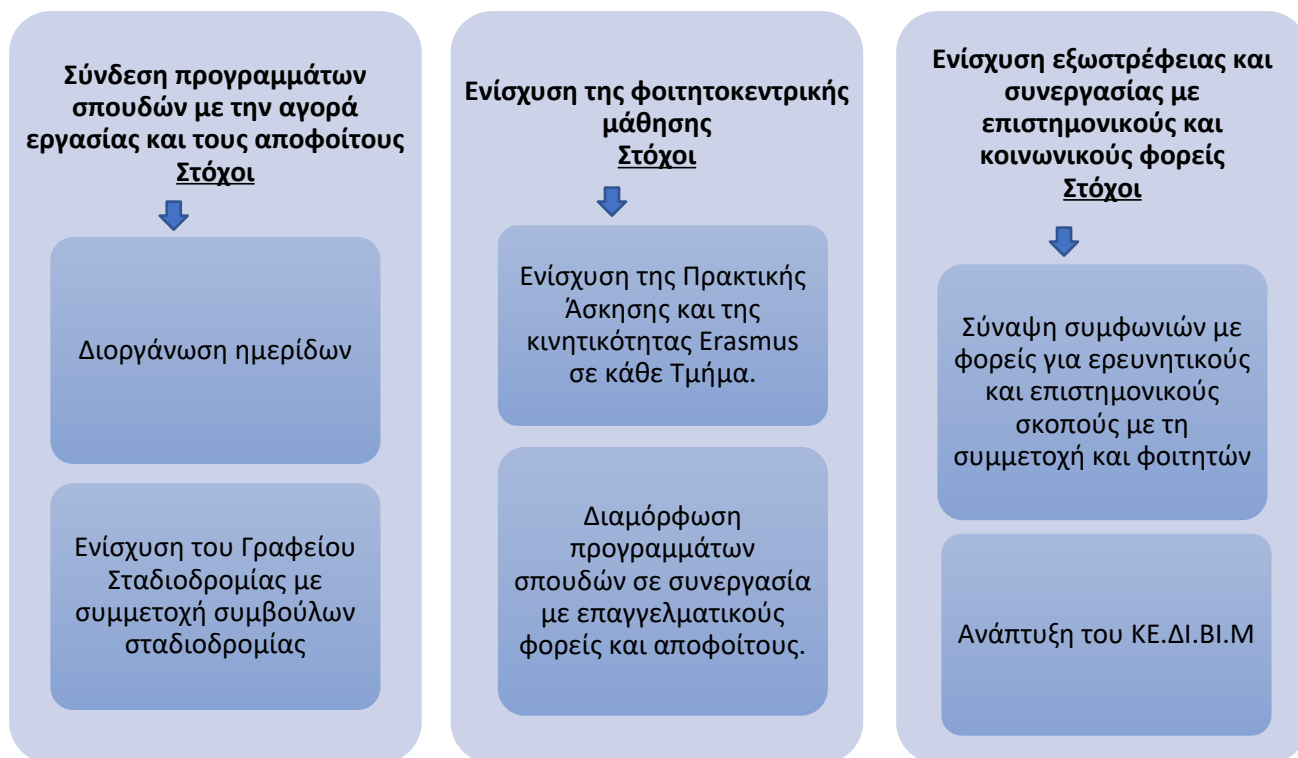 Σύνδεση προγραμμάτων
σπουδών με την αγορά
εργασίας και τους αποφοίτους
Στόχοι
Διοργάνωση ημερίδων
Ενίσχυση του Γραφείου
Σταδιοδρομίας με
συμμετοχή συμβούλων
σταδιοδρομίας
Ενίσχυση της φοιτητοκεντρικής
μάθησης
Στόχοι
Ενίσχυση της Πρακτικής
Άσκησης και της
κινητικότητας Erasmus
σε κάθε Τμήμα.
Διαμόρφωση
προγραμμάτων
σπουδών σε συνεργασία
με επαγγελματικούς
φορείς και αποφοίτους.
Ενίσχυση εξωστρέφειας και
συνεργασίας με
επιστημονικούς και
κοινωνικούς φορείς
Στόχοι
Σύναψη συμφωνιών με
φορείς για ερευνητικούς
και επιστημονικούς
σκοπούς με τη
συμμετοχή και φοιτητών
Ανάπτυξη του ΚΕ.ΔΙ.ΒΙ.Μ